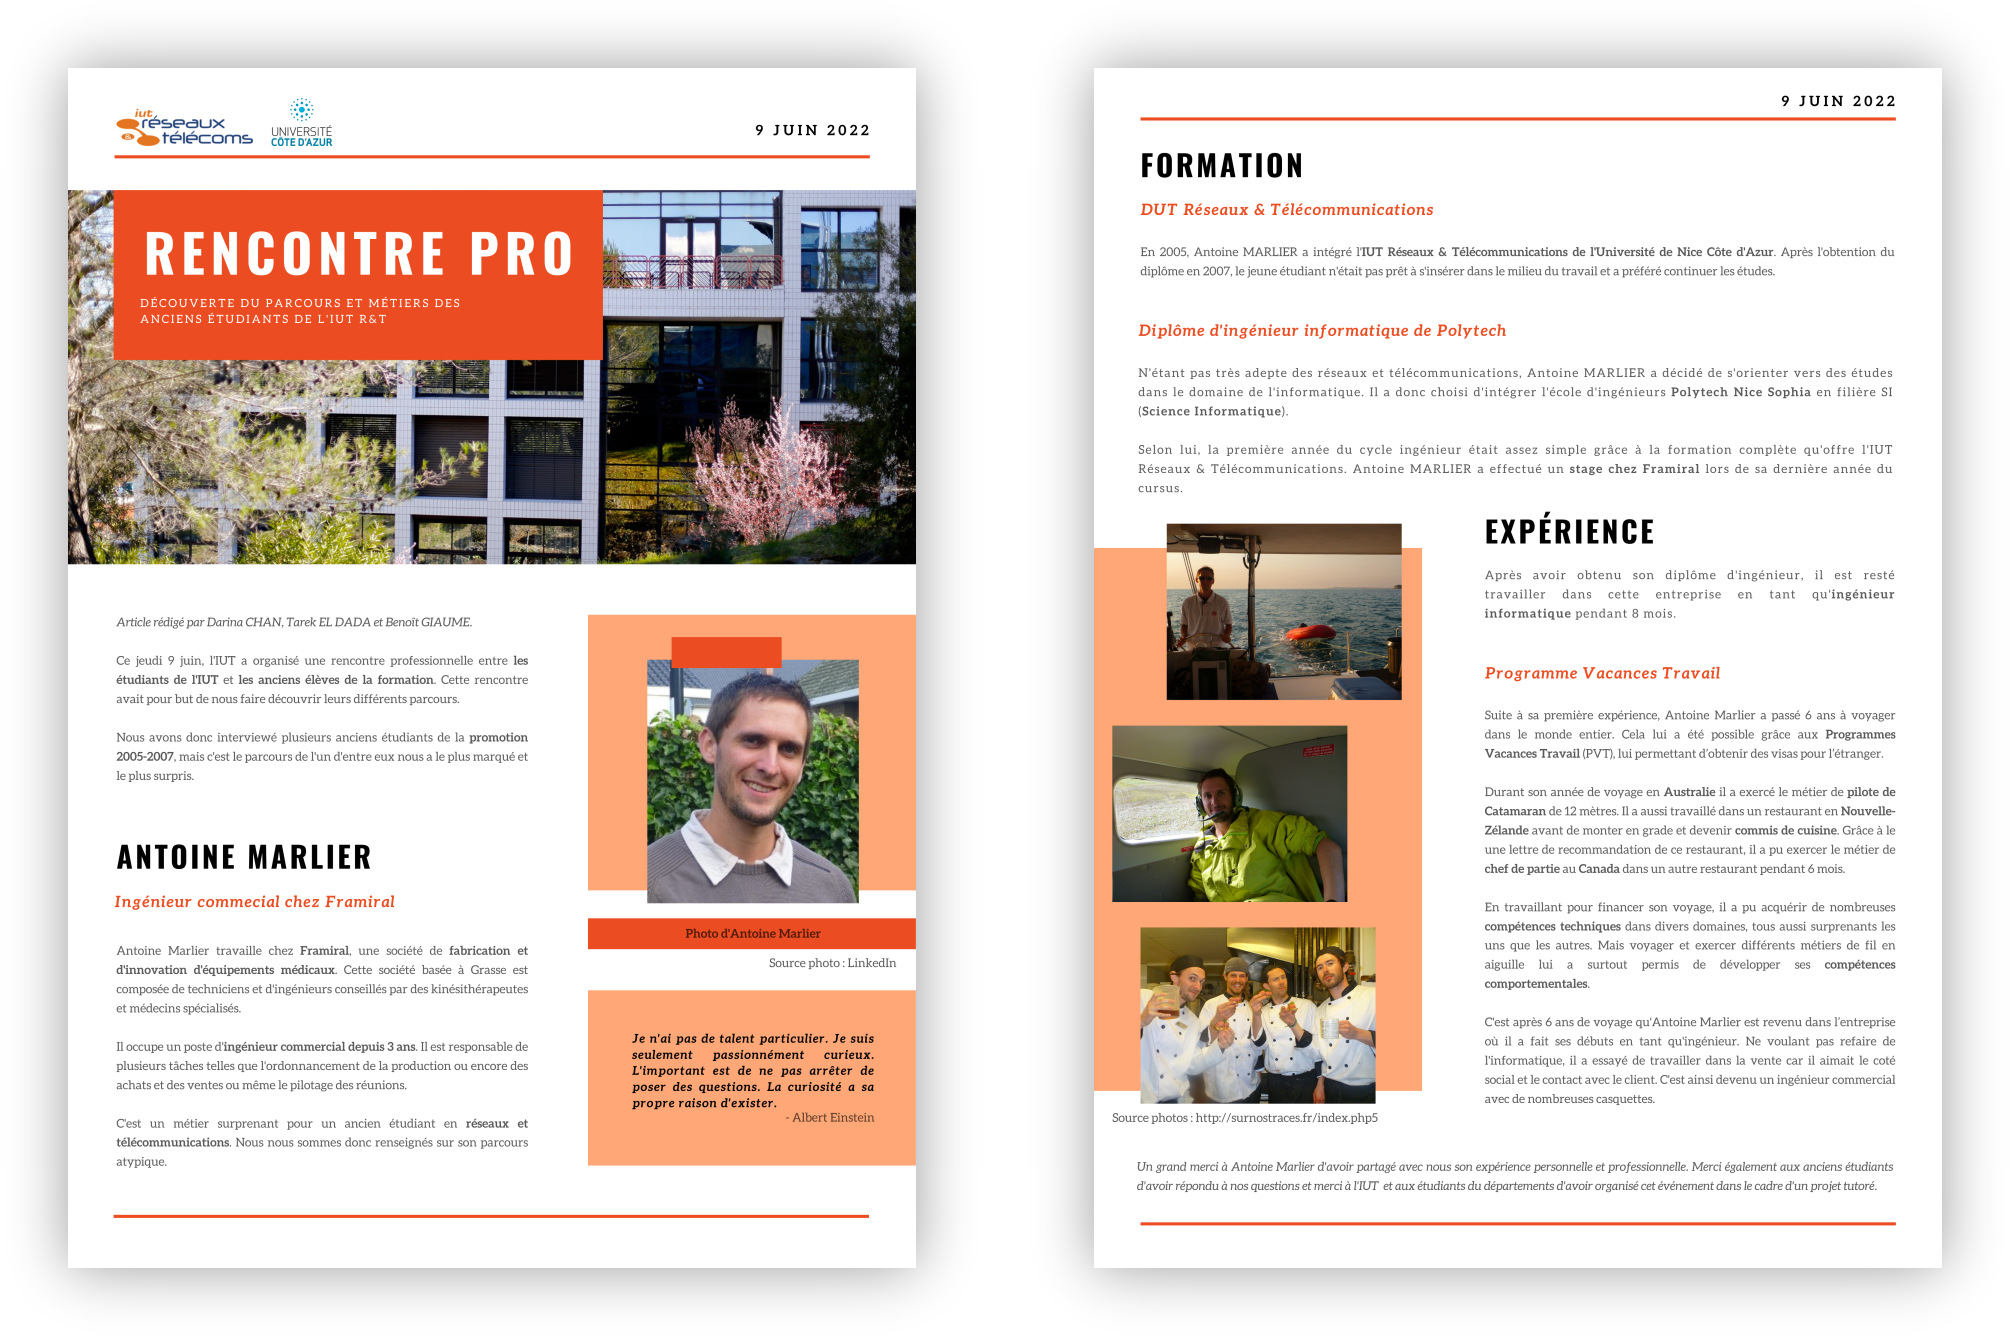 iut
réseaux
& télécoms
UNIVERSITÉ
CÔTE D'AZUR
9 JUIN 2022
RENCONTRE PRO
DÉCOUVERTE DU PARCOURS ET MÉTIERS DES
ANCIENS ÉTUDIANTS DE L'IUT R&T
Article rédigé par Darina CHAN, Tarek EL DADA et Benoît GIAUME.
Ce jeudi 9 juin, l'IUT a organisé une rencontre professionnelle entre les
étudiants de l'IUT et les anciens élèves de la formation. Cette rencontre
avait pour but de nous faire découvrir leurs différents parcours.
Nous avons donc interviewé plusieurs anciens étudiants de la promotion
2005-2007, mais c'est le parcours de l'un d'entre eux nous a le plus marqué et
le plus surpris.
ANTOINE MARLIER
Ingénieur commecial chez Framiral
Antoine Marlier travaille chez Framiral, une société de fabrication et
d'innovation d'équipements médicaux. Cette société basée à Grasse est
composée de techniciens et d'ingénieurs conseillés par des kinésithérapeutes
et médecins spécialisés.
Il occupe un poste d'ingénieur commercial depuis 3 ans. Il est responsable de
plusieurs tâches telles que l'ordonnancement de la production ou encore des
achats et des ventes ou même le pilotage des réunions.
C'est un métier surprenant pour un ancien étudiant en réseaux et
télécommunications. Nous nous sommes donc renseignés sur son parcours
atypique.
Photo d'Antoine Marlier
Source photo : LinkedIn
Je n'ai pas de talent particulier. Je suis
seulement passionnément curieux.
L'important est de ne pas arrêter de
poser des questions. La curiosité a sa
propre raison d'exister.
- Albert Einstein
9 JUIN 2022
FORMATION
DUT Réseaux & Télécommunications
En 2005, Antoine MARLIER a intégré l'IUT Réseaux & Télécommunications de l'Université de Nice Côte d'Azur. Après l'obtention du
diplôme en 2007, le jeune étudiant n'était pas prêt à s'insérer dans le milieu du travail et a préféré continuer les études.
Diplôme d'ingénieur informatique de Polytech
N'étant pas très adepte des réseaux et télécommunications, Antoine MARLIER a décidé de s'orienter vers des études
dans le domaine de l'informatique. Il a donc choisi d'intégrer l'école d'ingénieurs Polytech Nice Sophia en filière SI
(Science Informatique).
Selon lui, la première année du cycle ingénieur était assez simple grâce à la formation complète qu'offre l'IUT
Réseaux & Télécommunications. Antoine MARLIER a effectué un stage chez Framiral lors de sa dernière année du
cursus.
EXPÉRIENCE
Après avoir obtenu son diplôme d'ingénieur, il est resté
travailler dans cette entreprise en tant qu'ingénieur
informatique pendant 8 mois.
Programme Vacances Travail
Suite à sa première expérience, Antoine Marlier a passé 6 ans à voyager
dans le monde entier. Cela lui a été possible grâce aux Programmes
Vacances Travail (PVT), lui permettant d'obtenir des visas pour l'étranger.
Durant son année de voyage en Australie il a exercé le métier de pilote de
Catamaran de 12 mètres. Il a aussi travaillé dans un restaurant en Nouvelle-
Zélande avant de monter en grade et devenir commis de cuisine. Grâce à le
une lettre de recommandation de ce restaurant, il a pu exercer le métier de
chef de partie au Canada dans un autre restaurant pendant 6 mois.
En travaillant pour financer son voyage, il a pu acquérir de nombreuses
compétences techniques dans divers domaines, tous aussi surprenants les
uns que les autres. Mais voyager et exercer différents métiers de fil en
aiguille lui a surtout permis de développer ses compétences
comportementales.
C'est après 6 ans de voyage qu'Antoine Marlier est revenu dans l'entreprise
où il a fait ses débuts en tant qu'ingénieur. Ne voulant pas refaire de
l'informatique, il a essayé de travailler dans la vente car il aimait le coté
social et le contact avec le client. C'est ainsi devenu un ingénieur commercial
avec de nombreuses casquettes.
Source photos : http://surnostraces.fr/index.php5
Un grand merci à Antoine Marlier d'avoir partagé avec nous son expérience personnelle et professionnelle. Merci également aux anciens étudiants
d'avoir répondu à nos questions et merci à l'IUT et aux étudiants du départements d'avoir organisé cet événement dans le cadre d'un projet tutoré.